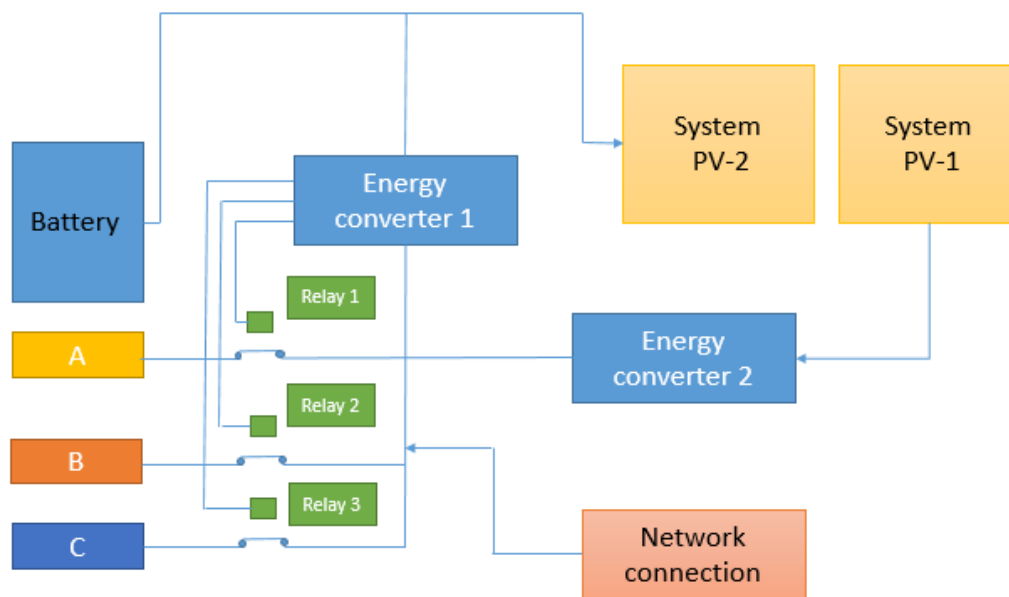 System
PV-2
System
PV-1
Battery
Energy
converter 1
Relay 1
A
Energy
converter 2
Relay 2
B
Relay 3
C
Network
connection